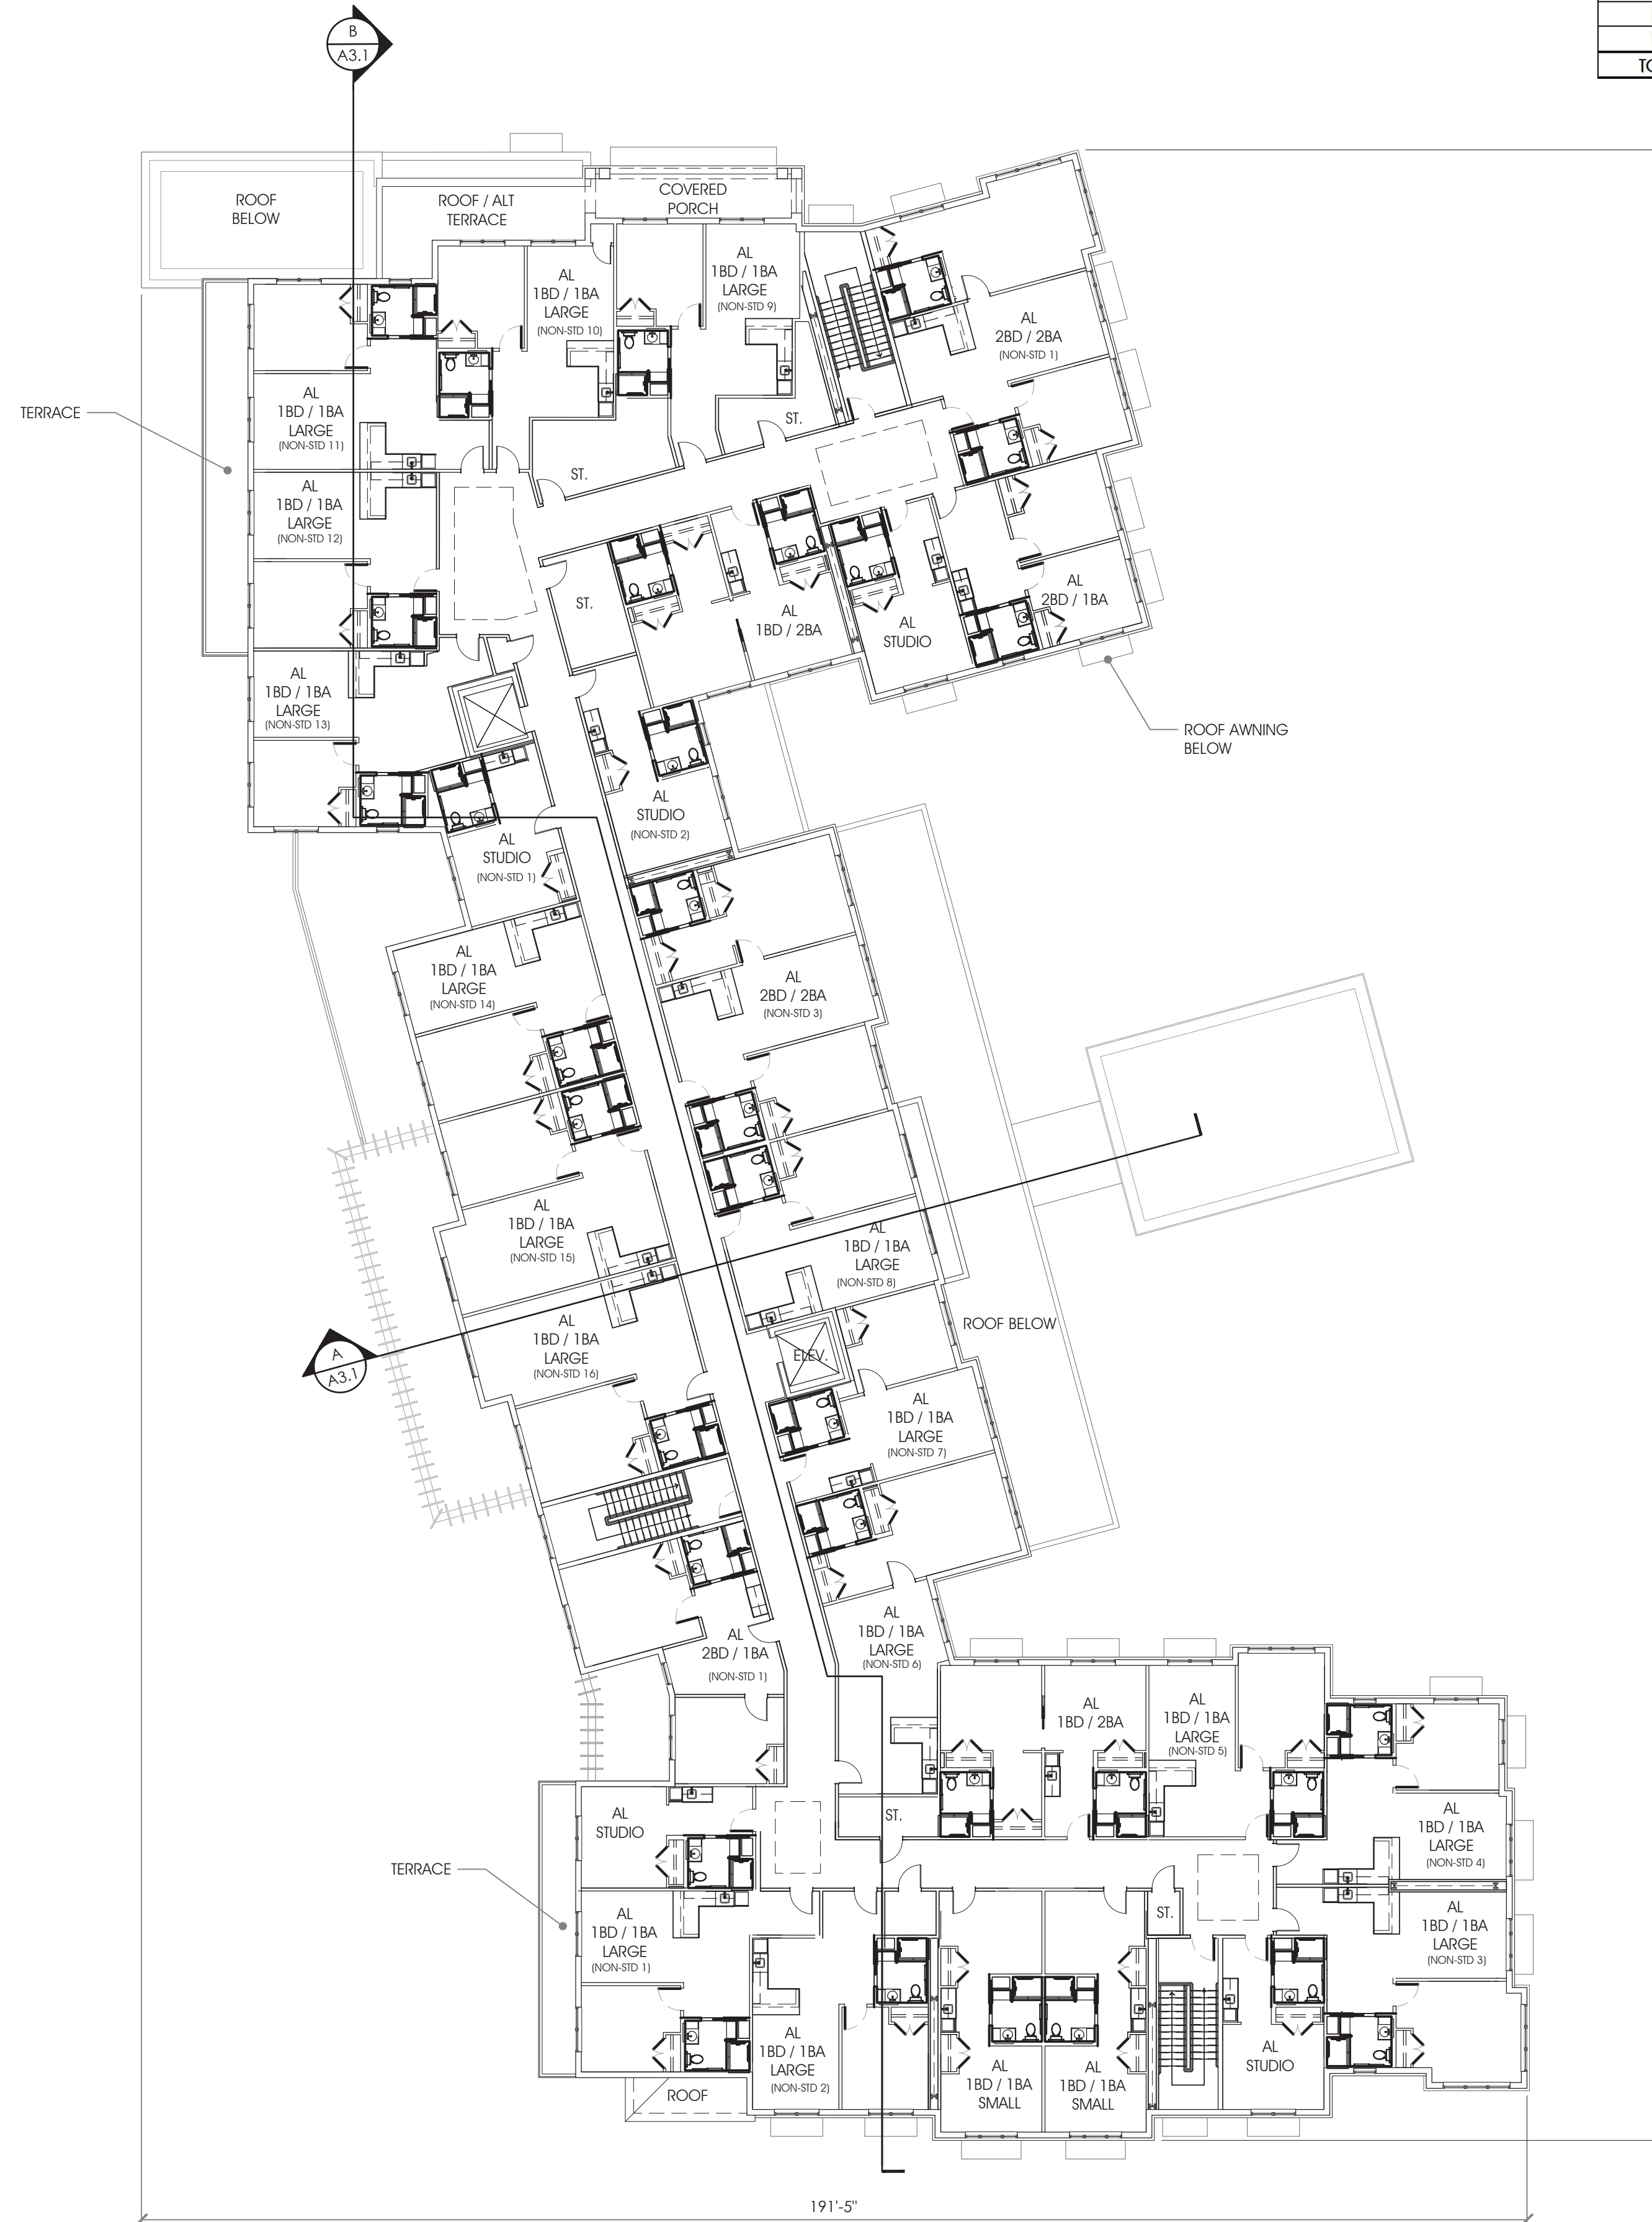 B
A3.1
TO
ROOF
BELOW
ROOF / ALT
TERRACE
COVERED
PORCH
AL
1BD / 1BA
LARGE
(NON-STD 10)
AL
1BD / 1BA
LARGE
(NON-STD 9)
AL
2BD / 2BA
(NON-STD 1)
TERRACE
AL
1BD / 1BA
LARGE
(NON-STD 11)
ST.
ST.
AL
1BD / 1BA
LARGE
(NON-STD 12)
ST.
AL
1BD / 2BA
AL
STUDIO
AL
2BD / 1BA
AL
1BD / 1BA
LARGE
(NON-STD 13)
ROOF AWNING
BELOW
AL
STUDIO
(NON-STD 2)
AL
STUDIO
(NON-STD 1)
AL
1BD / 1BA
LARGE
(NON-STD 14)
AL
2BD / 2BA
(NON-STD 3)
AL
1BD / 1BA
LARGE
(NON-STD 15)
AL
1BD / 1BA
LARGE
(NON-STD 8)
ROOF BELOW
AL
1BD / 1BA
LARGE
(NON-STD 16)
ELEV.
A
A3.1
AL
1BD / 1BA
LARGE
(NON-STD 7)
AL
2BD / 1BA
(NON-STD 1)
AL
1BD / 1BA
LARGE
(NON-STD 6)
AL
1BD / 2BA
AL
1BD / 1BA
LARGE
(NON-STD 5)
AL
STUDIO
ST.
AL
1BD / 1BA
LARGE
(NON-STD 4)
TERRACE
AL
1BD / 1BA
LARGE
(NON-STD 1)
ST.
AL
1BD / 1BA
LARGE
(NON-STD 3)
AL
1BD / 1BA
LARGE
(NON-STD 2)
AL
1BD / 1BA
SMALL
AL
1BD / 1BA
SMALL
AL
STUDIO
ROOF
191'-5"